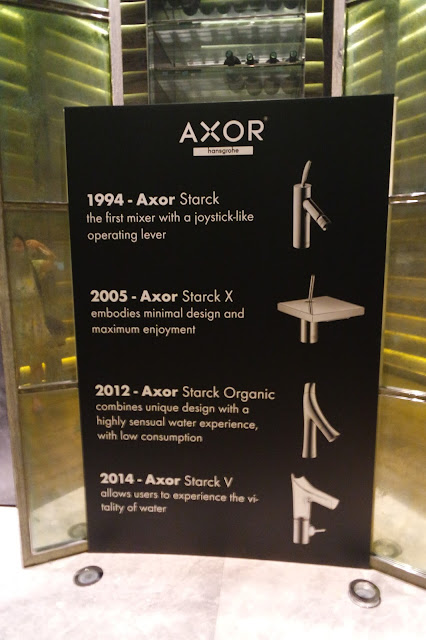 AXOR®
hansgrohe
1994 - Axor Starck
the first mixer with a joystick-like
operating lever
2005 - Axor Starck X
embodies minimal design and
maximum enjoyment
2012 - Axor Starck Organic
combines unique design with a
highly sensual water experience,
with low consumption
2014 - Axor Starck V
allows users to experience the vi-
tality of water